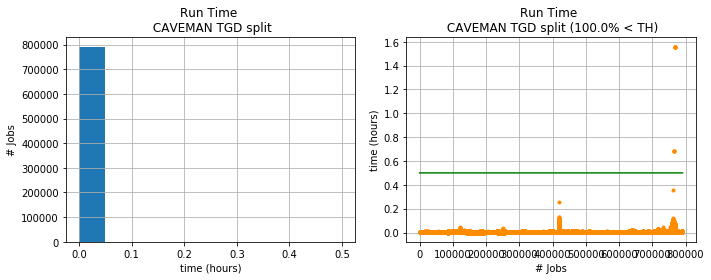 Run Time
CAVEMAN TGD split
800000
700000
600000
500000
400000
300000
200000
100000
0
# Jobs
0.0 0.1 0.2 0.3 0.4 0.5
time (hours)
Run Time
CAVEMAN TGD split (100.0% < TH)
1.6
1.4
1.2
1.0
0.8
0.6
0.4
0.2
0.0
time (hours)
0 100000 200000 300000 400000 500000 600000 700000 800000
# Jobs